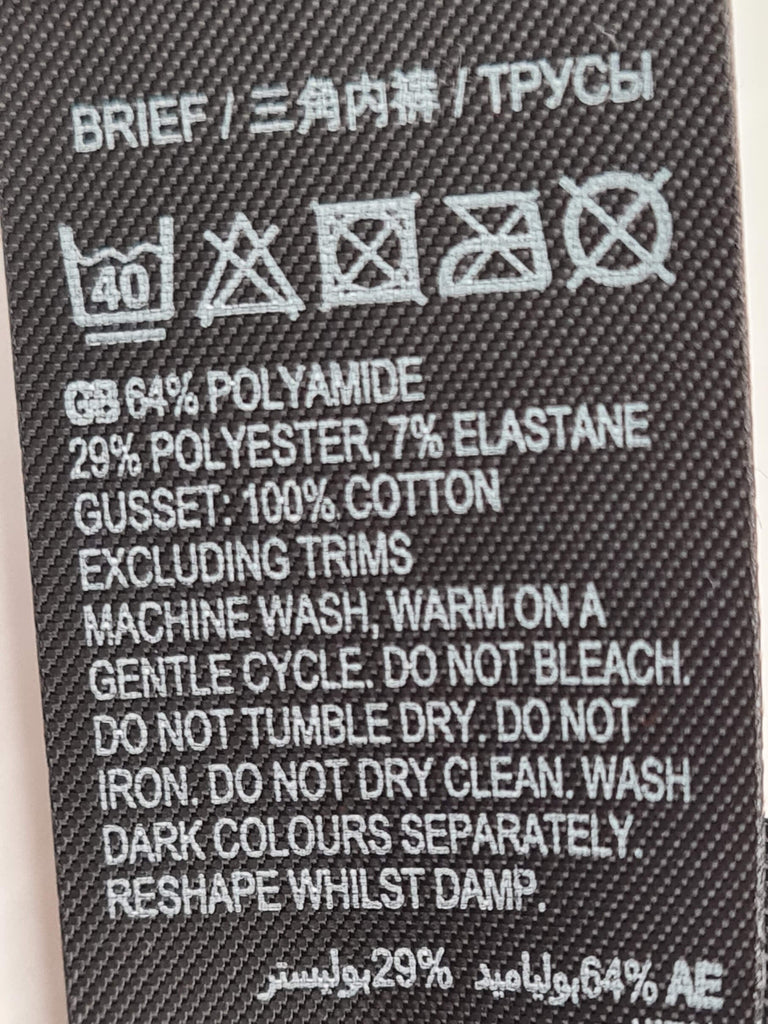 BRIEF / 三角内裤 / ТРУСЫ
40
GB 64% POLYAMIDE
29% POLYESTER, 7% ELASTANE
GUSSET: 100% COTTON
EXCLUDING TRIMS
MACHINE WASH, WARM ON A
GENTLE CYCLE. DO NOT BLEACH.
DO NOT TUMBLE DRY. DO NOT
IRON. DO NOT DRY CLEAN. WASH
DARK COLOURS SEPARATELY.
RESHAPE WHILST DAMP.
AE 64% بولياميد 29% بوليستر